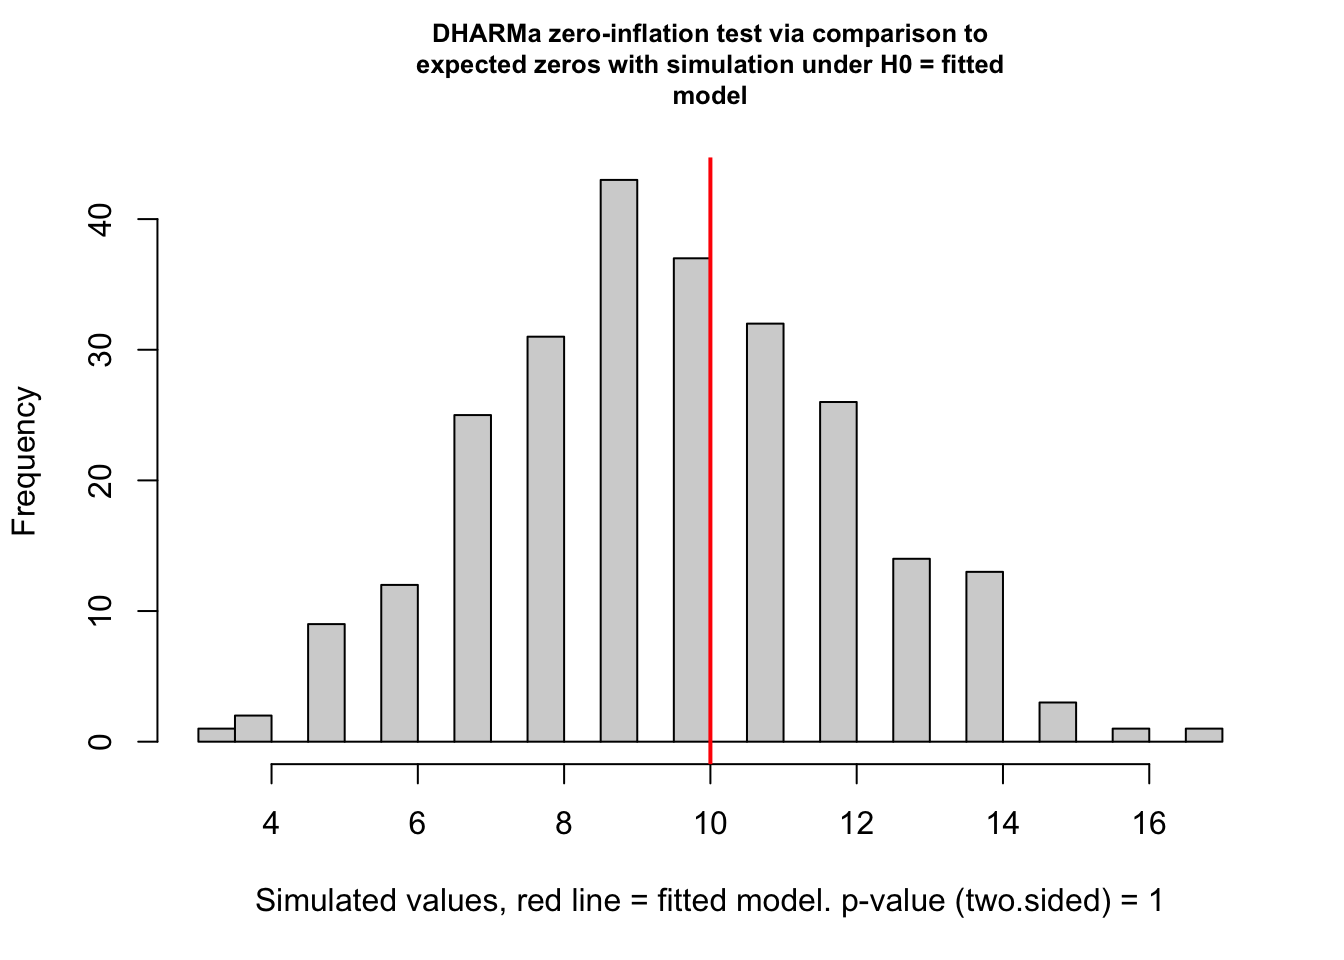 DHARMa zero-inflation test via comparison to
expected zeros with simulation under H0 = fitted
model
Frequency
40
30
20
10
0
4 6 8 10 12 14 16
Simulated values, red line = fitted model. p-value (two.sided) = 1